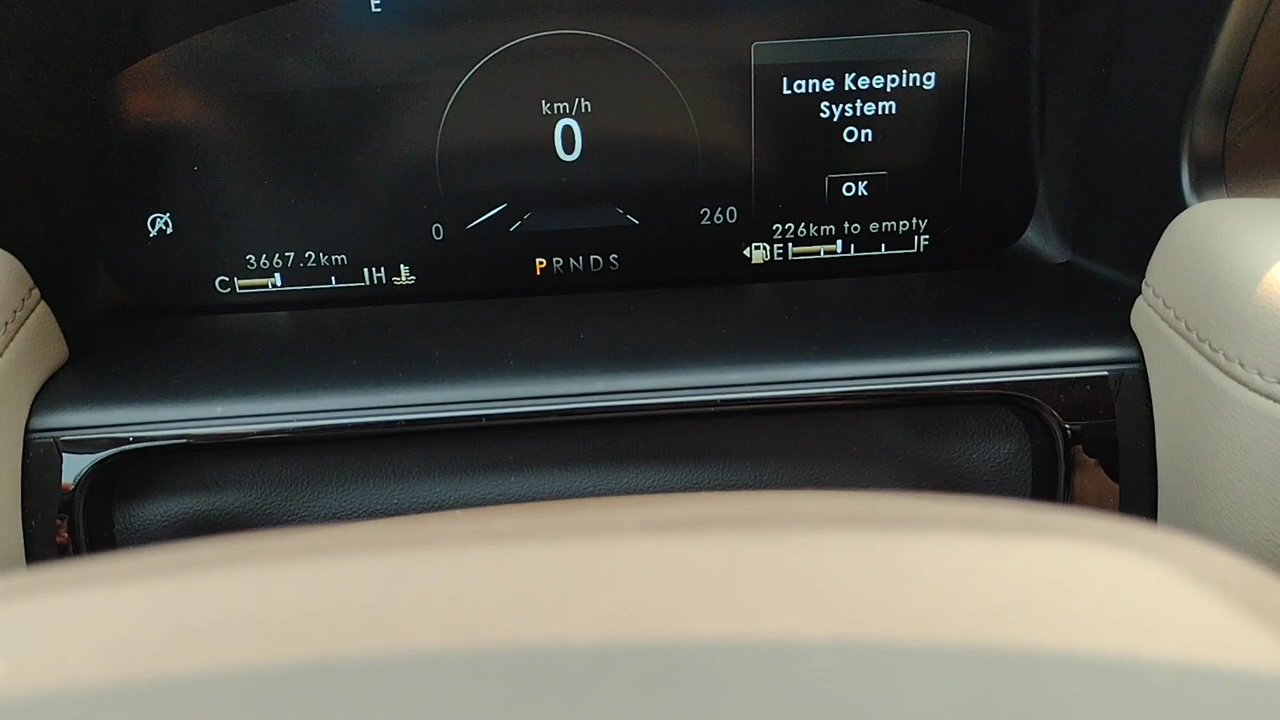 E
km/h
0
Lane Keeping
System
On
OK
0
260
226km to empty
3667.2km
E F
C H
PRNDS